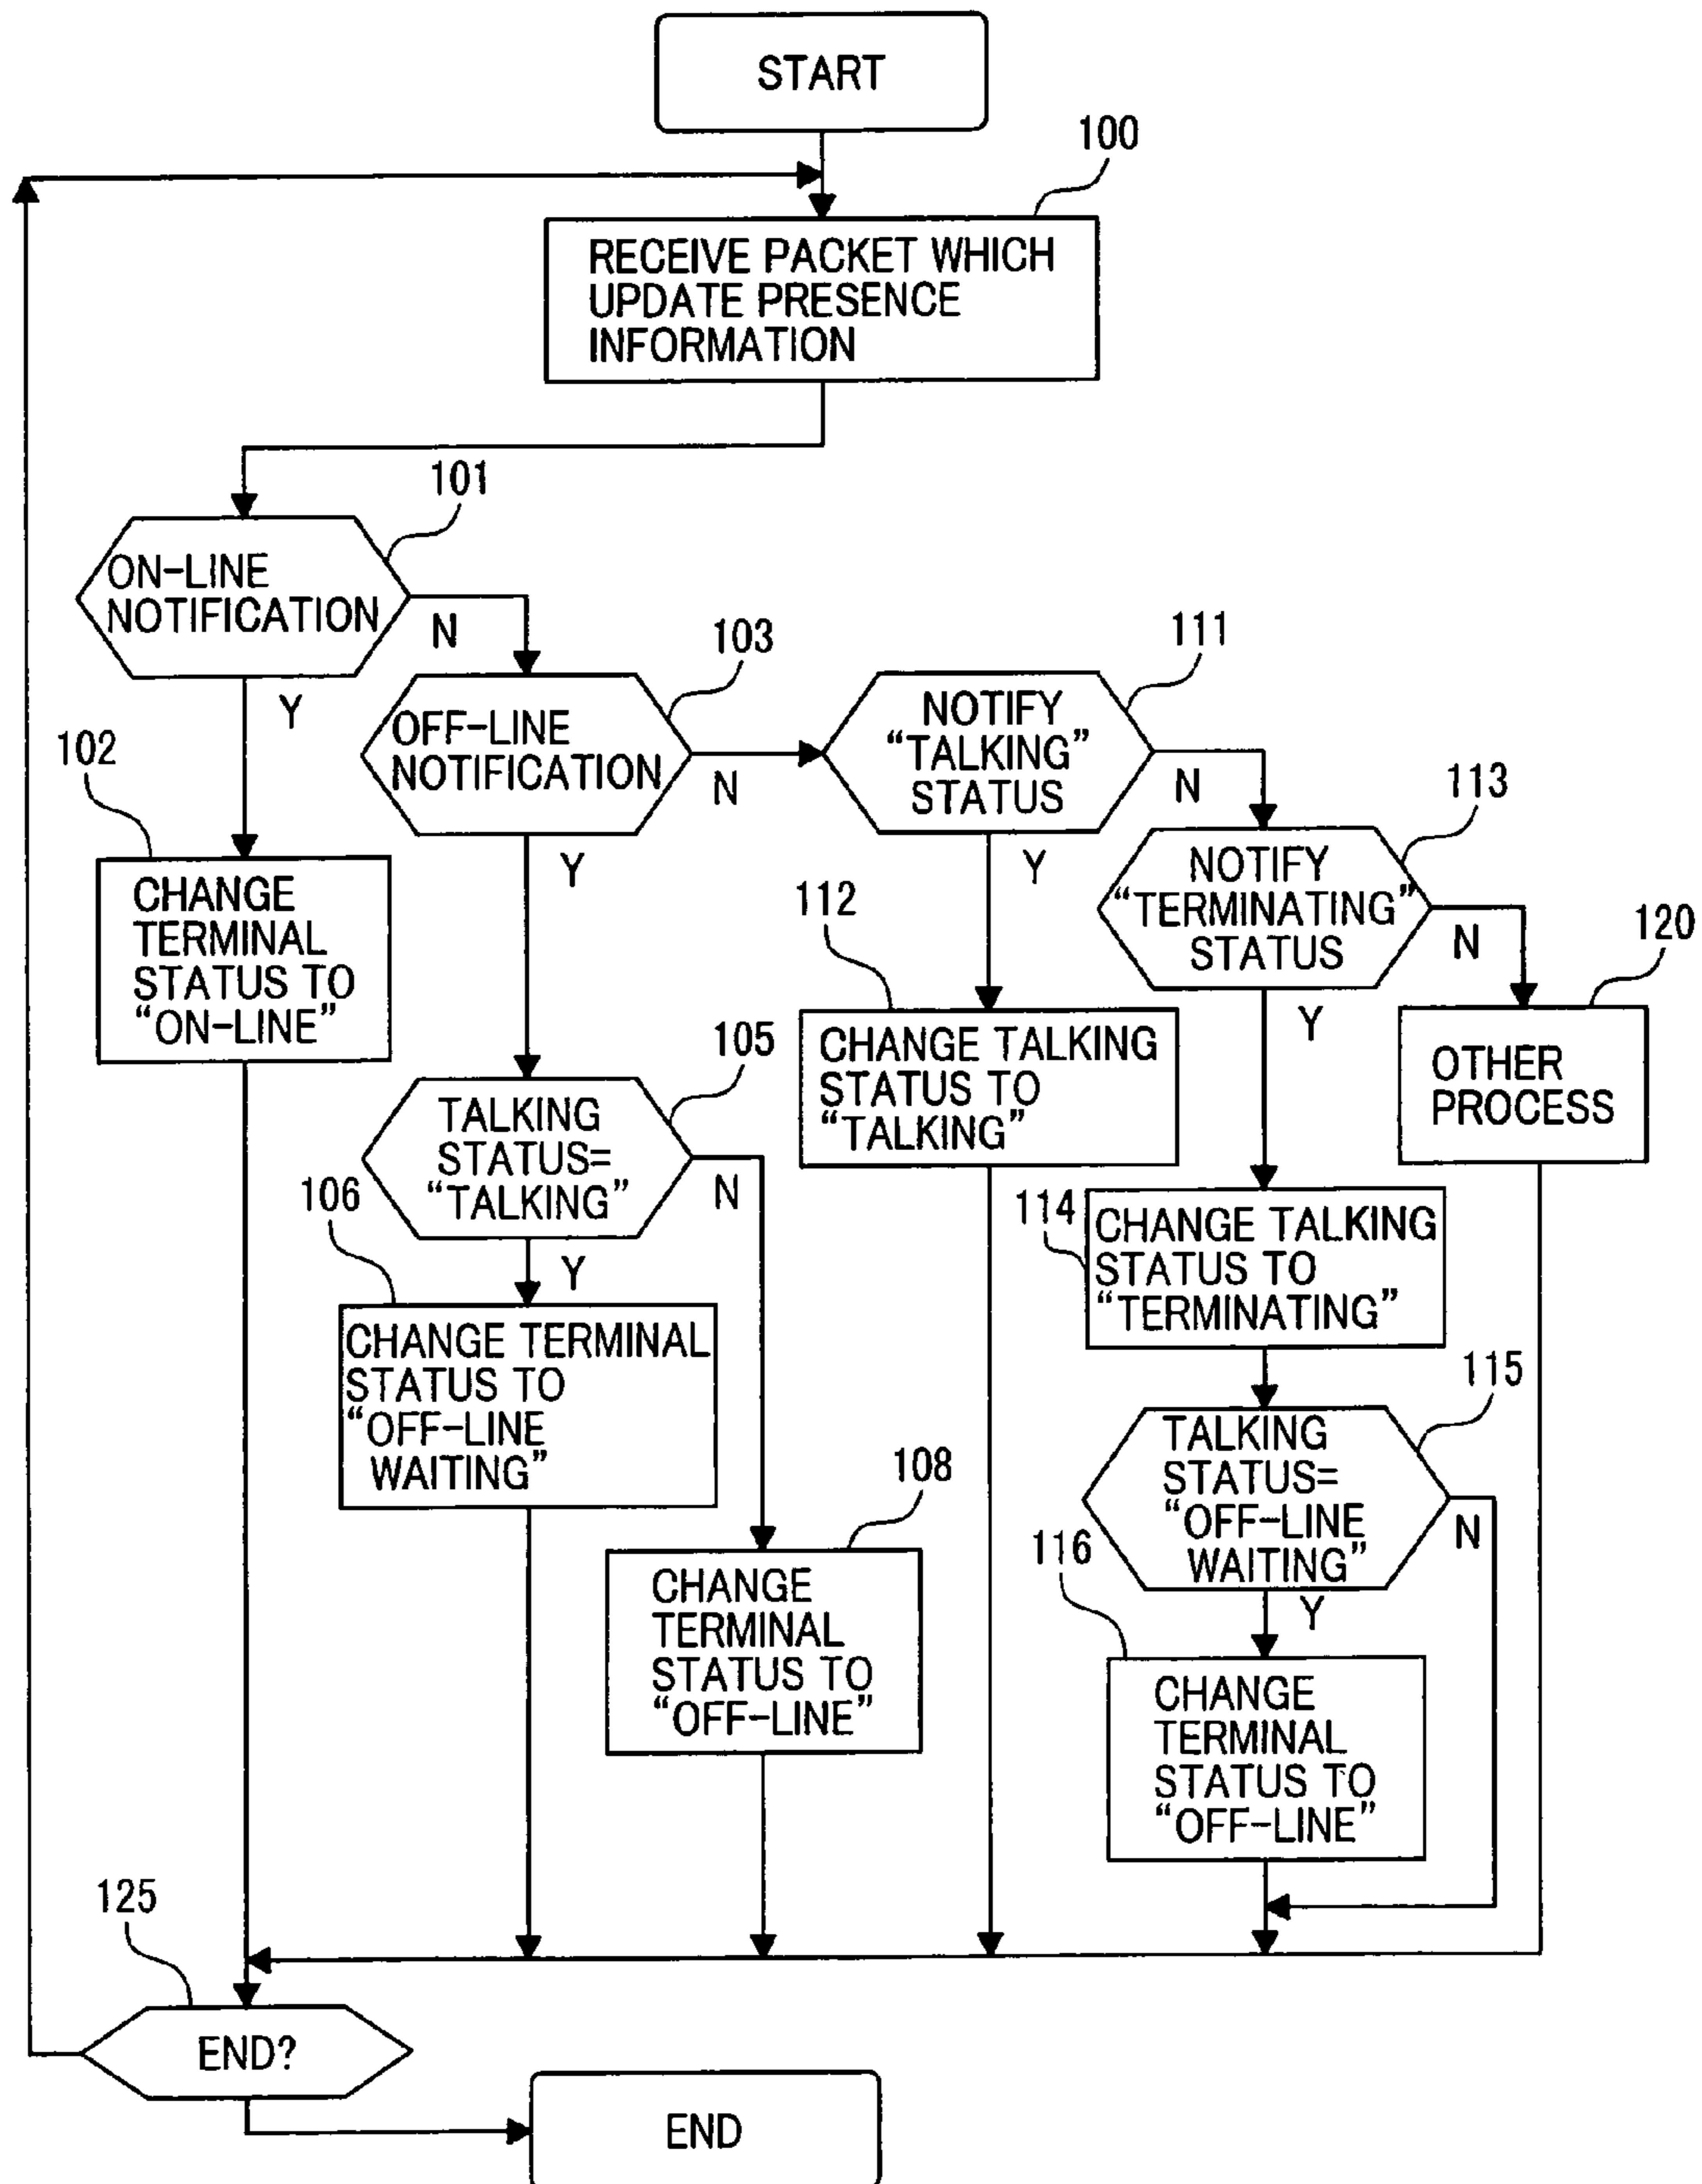 START
100
RECEIVE PACKET WHICH
UPDATE PRESENCE
INFORMATION
101
ON-LINE
NOTIFICATION
N
Y
103
OFF-LINE
NOTIFICATION
N
Y
111
NOTIFY
“TALKING”
STATUS
N
Y
113
NOTIFY
“TERMINATING”
STATUS
N
Y
102
CHANGE
TERMINAL
STATUS TO
“ON-LINE”
112
CHANGE TALKING
STATUS TO
“TALKING”
120
OTHER
PROCESS
105
TALKING
STATUS=
“TALKING”
N
Y
106
CHANGE TERMINAL
STATUS TO
“OFF-LINE
WAITING”
108
CHANGE
TERMINAL
STATUS TO
“OFF-LINE”
114
CHANGE TALKING
STATUS TO
“TERMINATING”
115
TALKING
STATUS=
“OFF-LINE
WAITING”
N
Y
116
CHANGE
TERMINAL
STATUS TO
“OFF-LINE”
125
END?
END